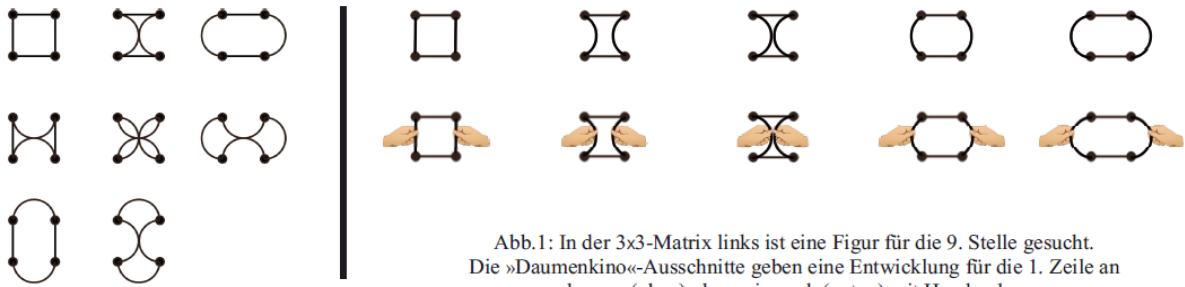 Abb.1: In der 3x3-Matrix links ist eine Figur für die 9. Stelle gesucht.
Die »Daumenkino«-Ausschnitte geben eine Entwicklung für die 1. Zeile an